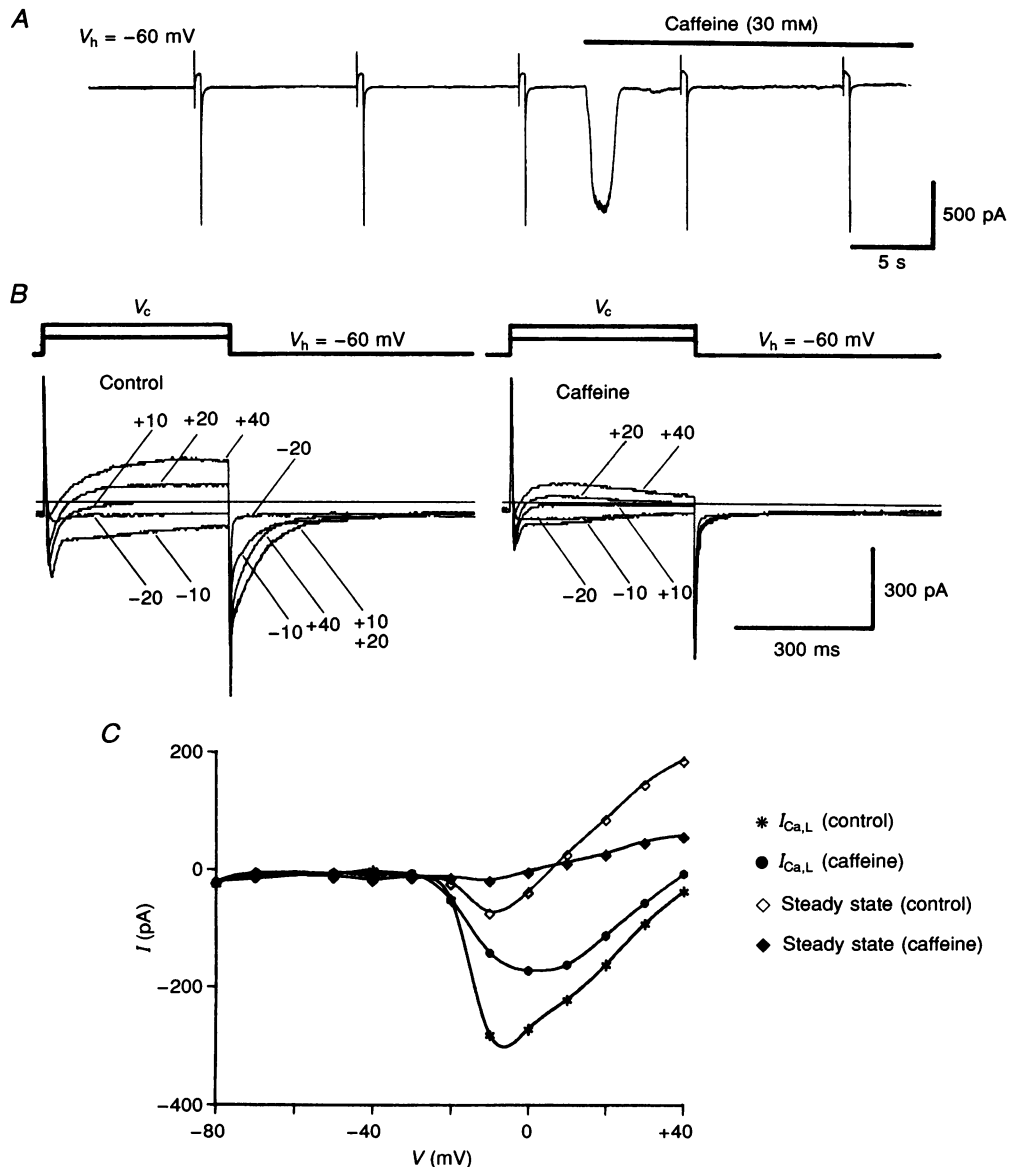 A
V_h = −60 mV
Caffeine (30 mM)
500 pA
5 s
B
V_c
V_h = −60 mV
Control
+10
+20
+40
−20
−20
−10
−10
+40
+10
+20
300 pA
300 ms
V_c
V_h = −60 mV
Caffeine
+20
+40
−20
−10
+10
C
200
0
−200
−400
I (pA)
−80
−40
0
+40
V (mV)
I_Ca,L (control)
I_Ca,L (caffeine)
Steady state (control)
Steady state (caffeine)